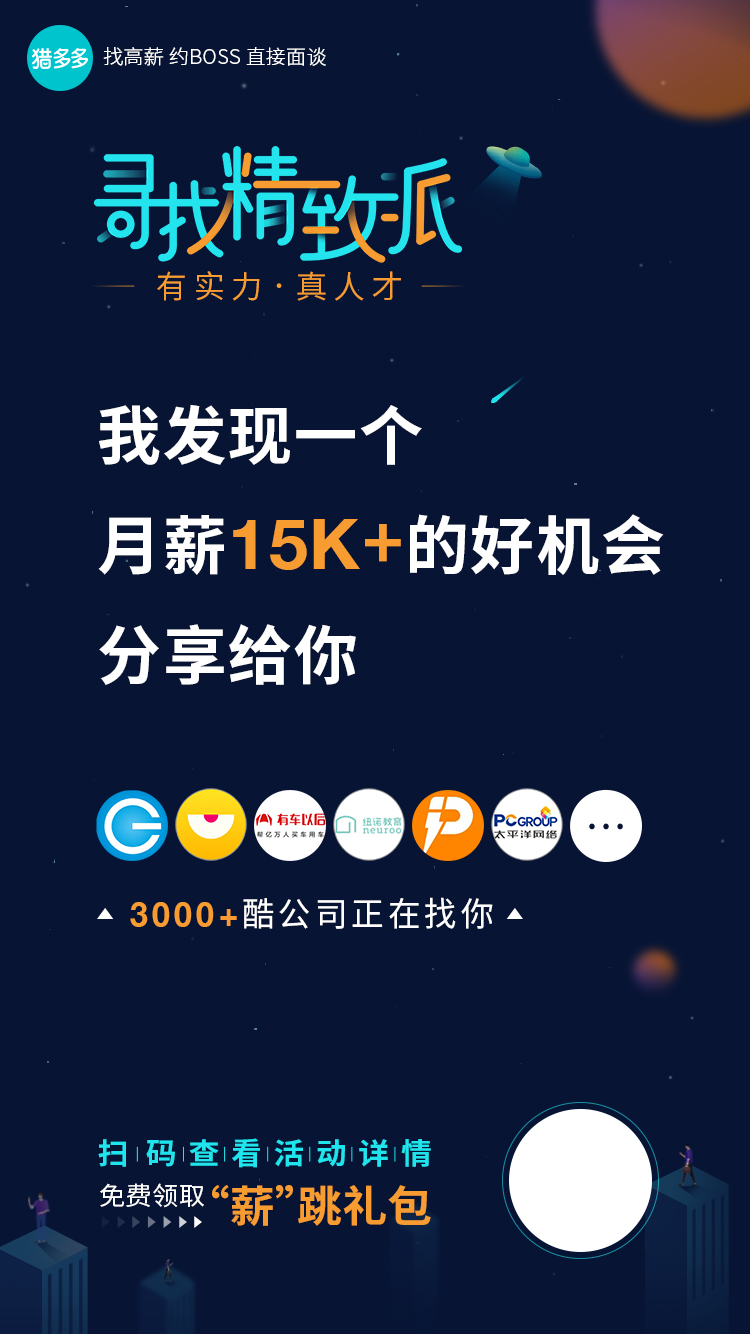 猎多多
找高薪 约BOSS 直接面谈
寻找精致派
有实力·真人才
我发现一个
月薪15K+的好机会
分享给你
有车以后
帮亿万人买车用车
纽诺教育
neuroo
PCGROUP
太平洋网络
3000+酷公司正在找你
扫码查看活动详情
免费领取“薪”跳礼包